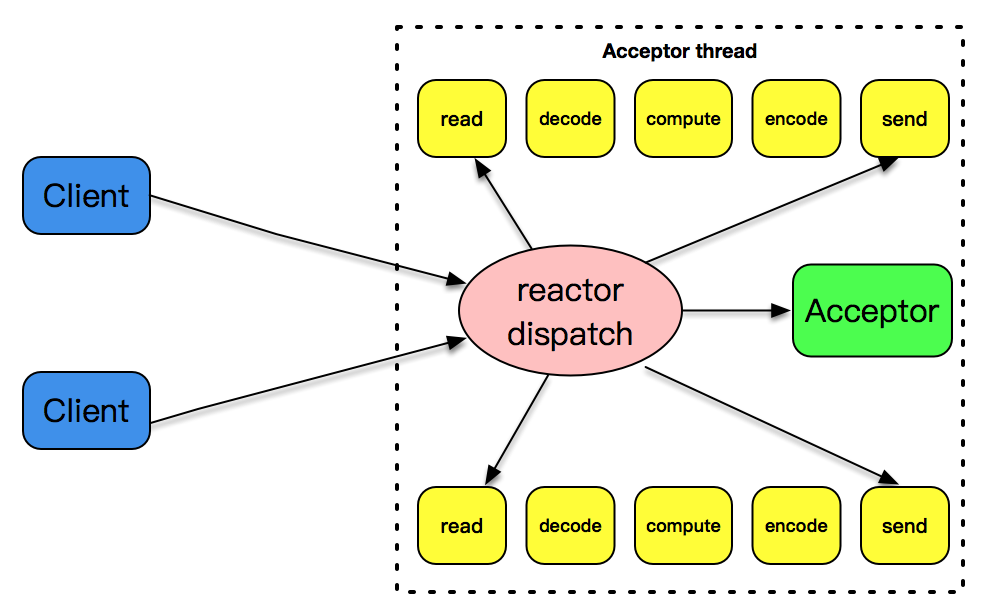 Acceptor thread
read
decode
compute
encode
send
Client
reactor
dispatch
Acceptor
Client
read
decode
compute
encode
send